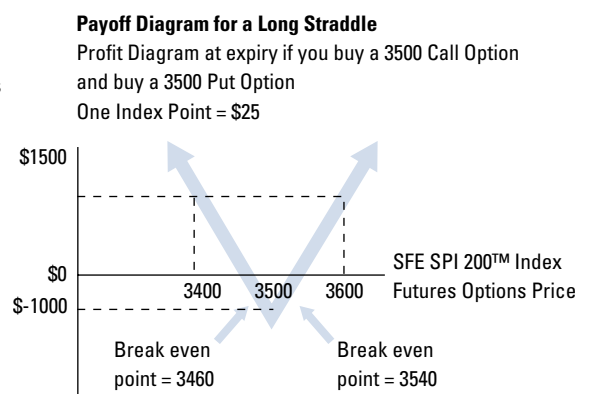 Payoff Diagram for a Long Straddle
Profit Diagram at expiry if you buy a 3500 Call Option
and buy a 3500 Put Option
One Index Point = $25
$1500
$0
$-1000
3400 3500 3600
SFE SPI 200™ Index
Futures Options Price
Break even
point = 3460
Break even
point = 3540